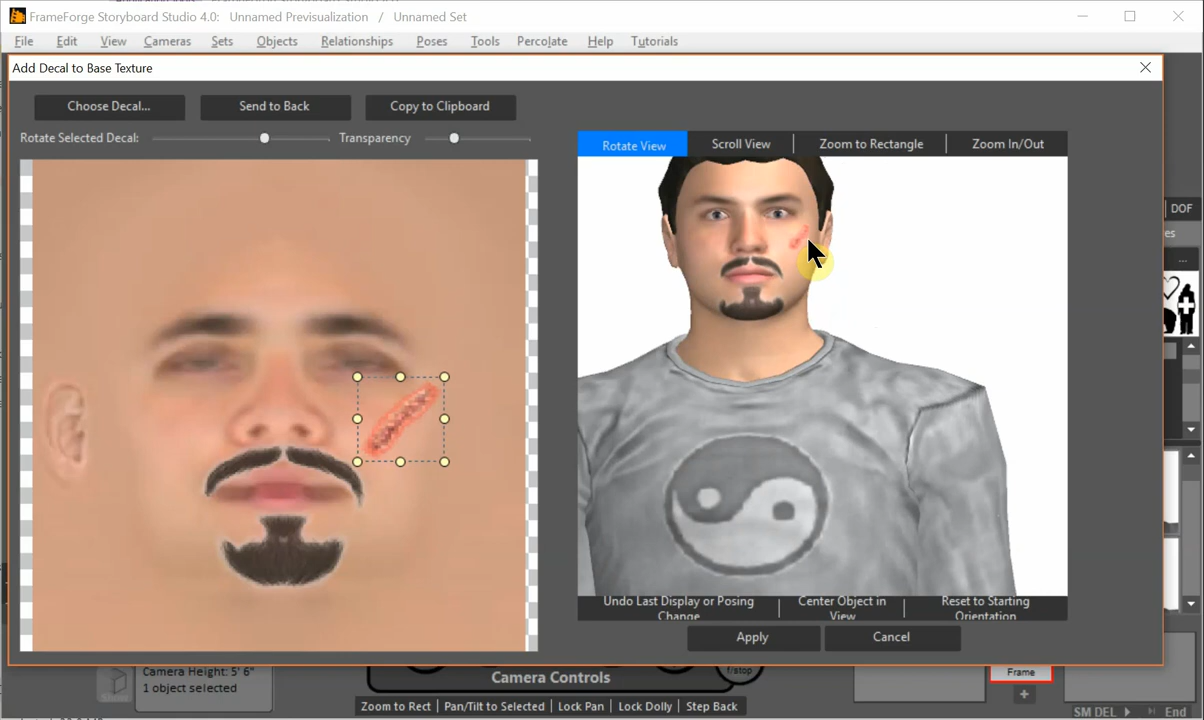 FrameForge Storyboard Studio 4.0: Unnamed Previsualization / Unnamed Set
File Edit View Cameras Sets Objects Relationships Poses Tools Percolate Help Tutorials
Add Decal to Base Texture
Choose Decal... Send to Back Copy to Clipboard
Rotate Selected Decal: Transparency
Rotate View Scroll View Zoom to Rectangle Zoom In/Out
DOF
...
Undo Last Display or Posing Change
Center Object in View
Reset to Starting Orientation
Apply Cancel
Camera Height: 5' 6"
1 object selected
f/stop
Camera Controls
Frame
Zoom to Rect Pan/Tilt to Selected Lock Pan Lock Dolly Step Back
SM DEL End